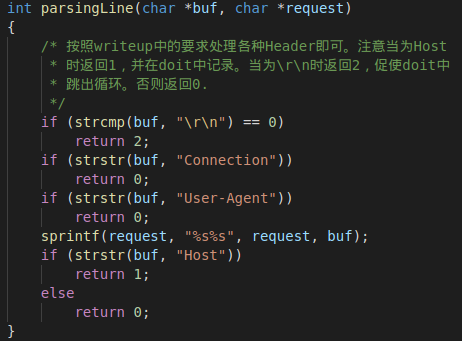 int parsingLine(char *buf, char *request)
{
    /* 按照writeup中的要求处理各种Header即可。注意当为Host
     * 时返回1，并在doit中记录。当为\r\n时返回2，促使doit中
     * 跳出循环。否则返回0.
     */
    if (strcmp(buf, "\r\n") == 0)
        return 2;
    if (strstr(buf, "Connection"))
        return 0;
    if (strstr(buf, "User-Agent"))
        return 0;
    sprintf(request, "%s%s", request, buf);
    if (strstr(buf, "Host"))
        return 1;
    else
        return 0;
}